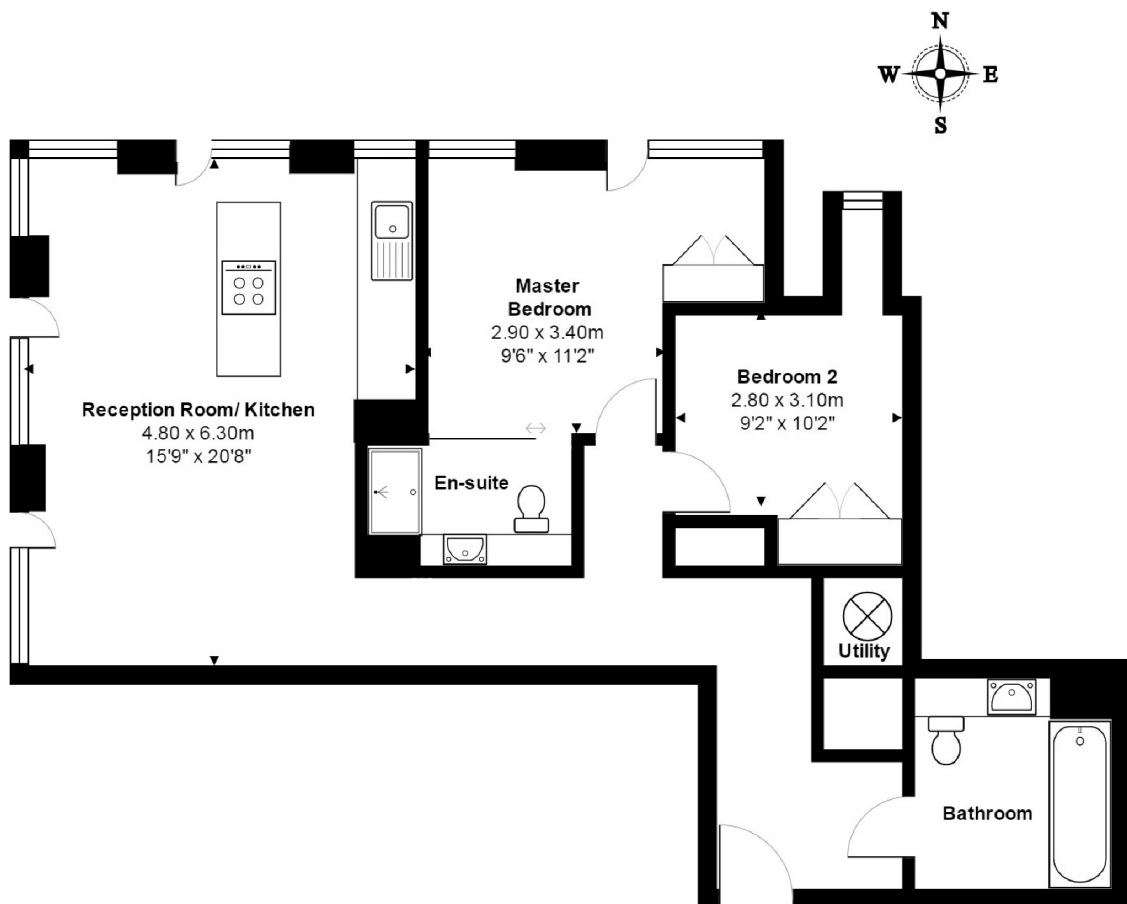 N
W E
S
Master
Bedroom
2.90 x 3.40m
9'6" x 11'2"
Bedroom 2
2.80 x 3.10m
9'2" x 10'2"
Reception Room/ Kitchen
4.80 x 6.30m
15'9" x 20'8"
En-suite
Utility
Bathroom